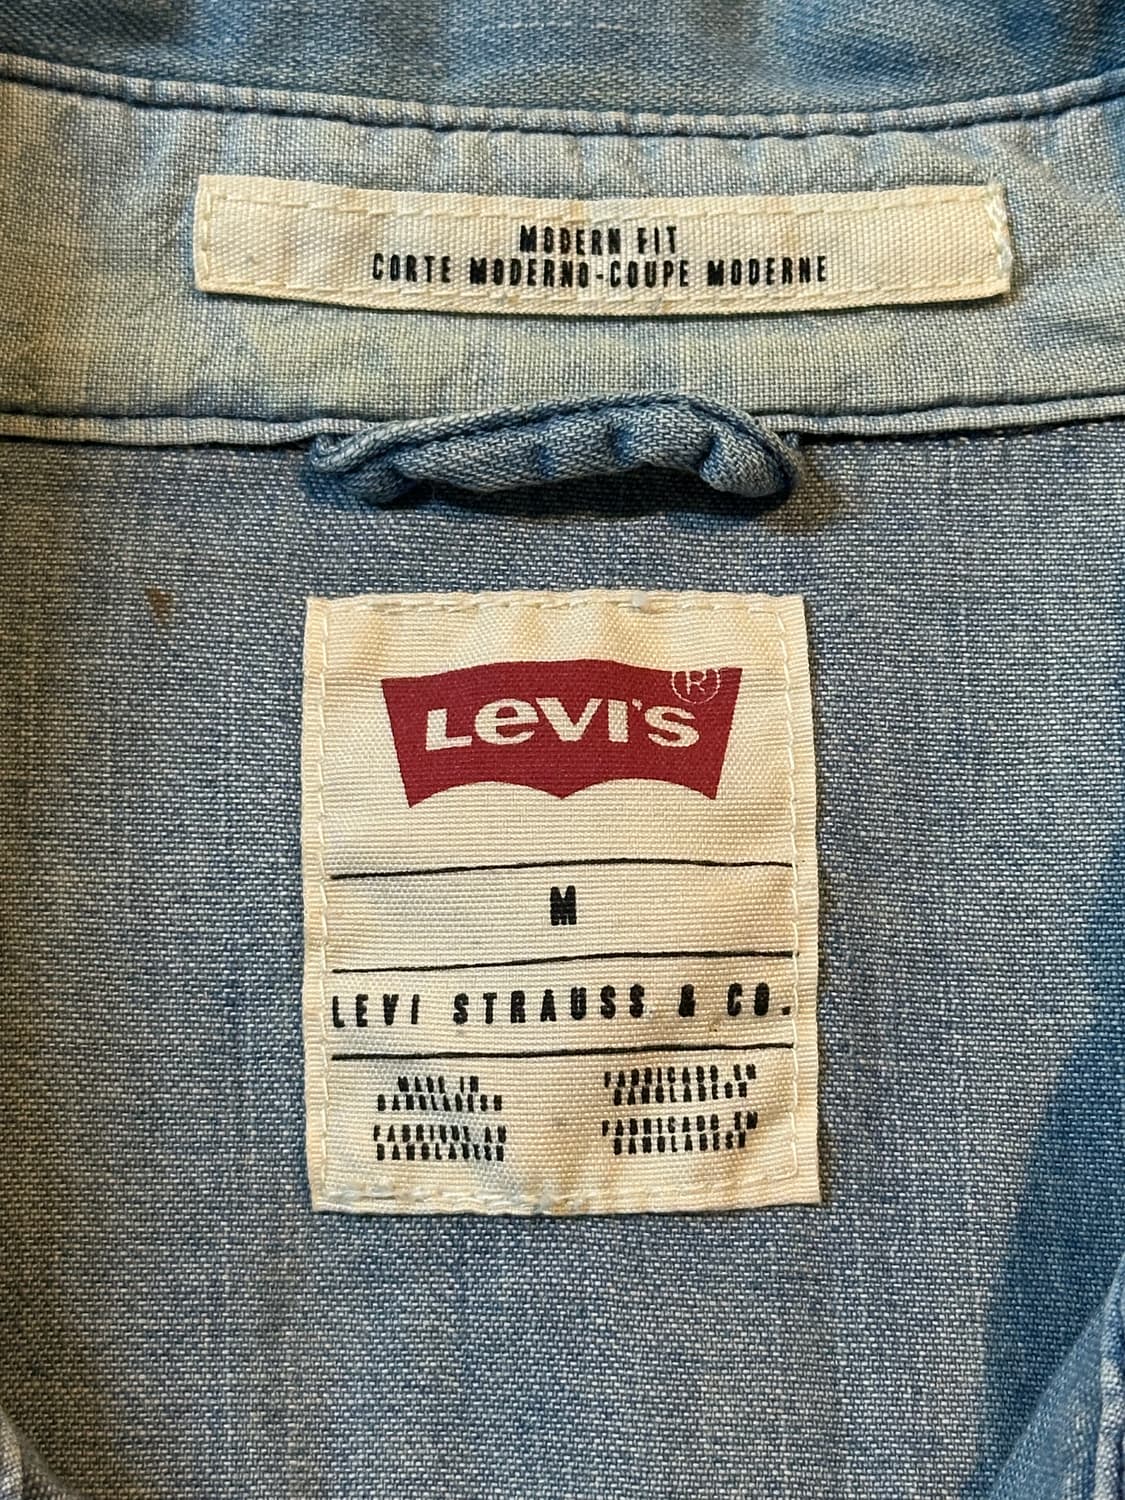 MODERN FIT
CORTE MODERNO-COUPE MODERNE
LEVI'S®
M
LEVI STRAUSS & CO.
MADE IN
BANGLADESH
FABRIQUÉ AU
BANGLADESH
FABRICADO EN
BANGLADESH
FABRICADO EM
BANGLADESH